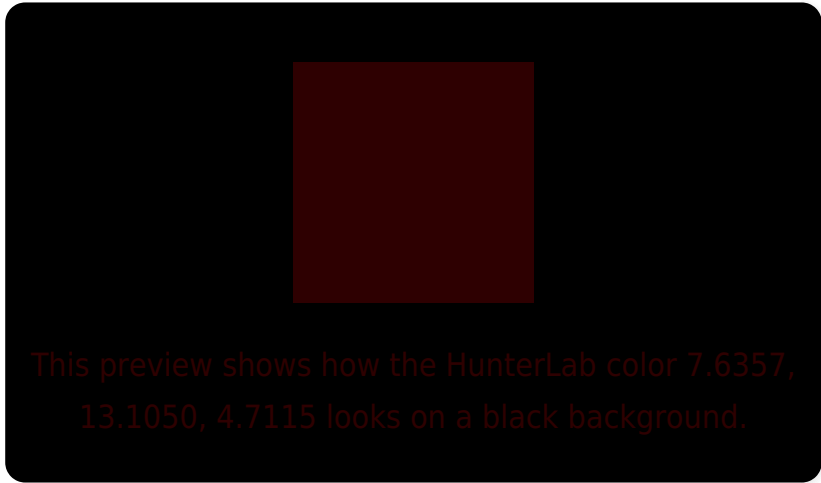 This preview shows how the HunterLab color 7.6357,
13.1050, 4.7115 looks on a black background.